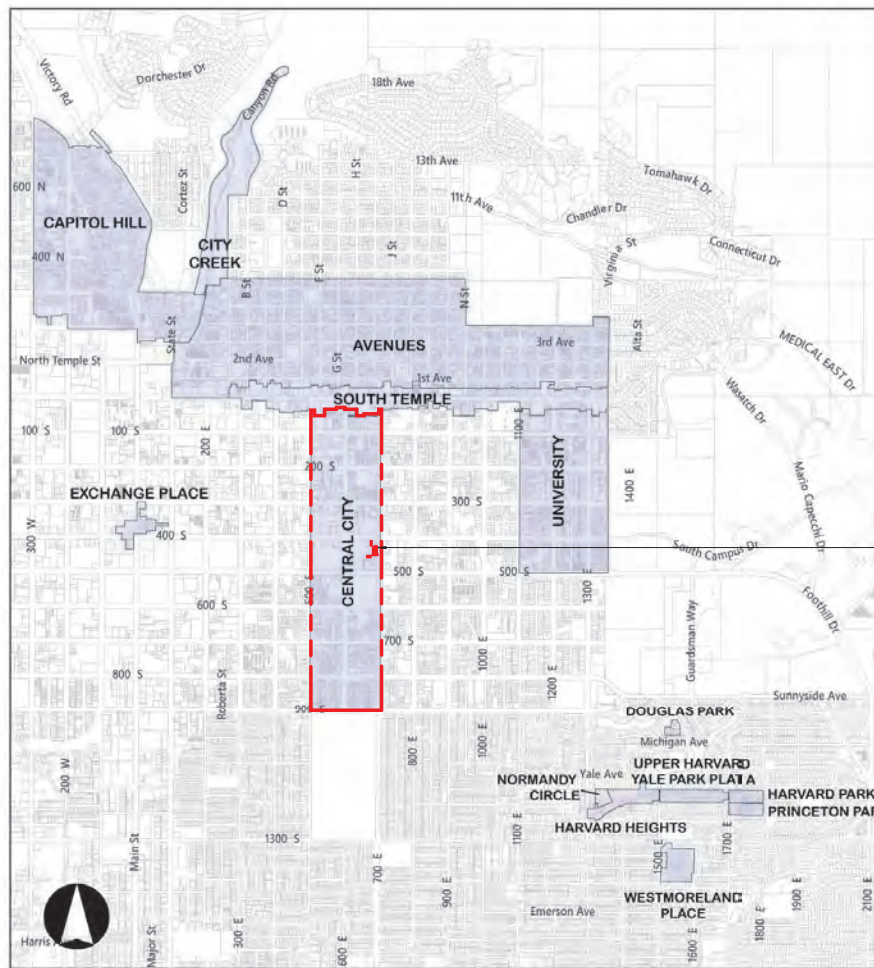 Victory Rd
Dorchester Dr
Canyon Rd
18th Ave
13th Ave
H St
D St
Cortez St
600 N
11th Ave
Tomahawk Dr
Chandler Dr
CAPITOL HILL
CITY
CREEK
J St
Virginia St
Connecticut Dr
400 N
B St
F St
N St
State St
AVENUES
Alta St
North Temple St
2nd Ave
G St
3rd Ave
MEDICAL EAST Dr
1st Ave
SOUTH TEMPLE
Wasatch Dr
100 S
100 S
200 E
1100 E
200 S
UNIVERSITY
1400 E
Mario Capecchi Dr
EXCHANGE PLACE
300 S
300 W
400 S
CENTRAL CITY
South Campus Dr
500 S
500 S
1300 E
600 S
Foothill Dr
700 S
1000 E
Guardsman Way
800 S
Roberta St
1200 E
Sunnyside Ave
DOUGLAS PARK
Michigan Ave
800 E
1000 E
200 W
UPPER HARVARD
YALE PARK PLAT A
Yale Ave
NORMANDY
CIRCLE
HARVARD PARK
PRINCETON PAR
HARVARD HEIGHTS
1100 E
1300 S
Main St
700 E
1500 E
1700 E
900 E
WESTMORELAND
PLACE
1900 E
2100 E
Emerson Ave
1800 E
Harris
Major St
300 E
600 E
1600 E